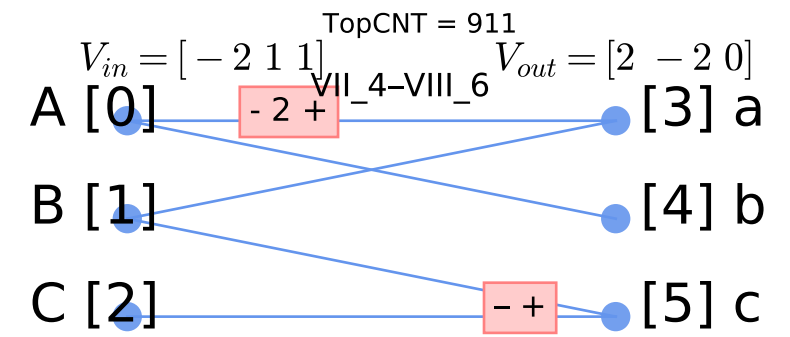 TopCNT = 911
V_in = [ − 2 1 1] V_out = [2 − 2 0]
VII_4–VIII_6
A [0] - 2 + [3] a
B [1] [4] b
C [2] – + [5] c